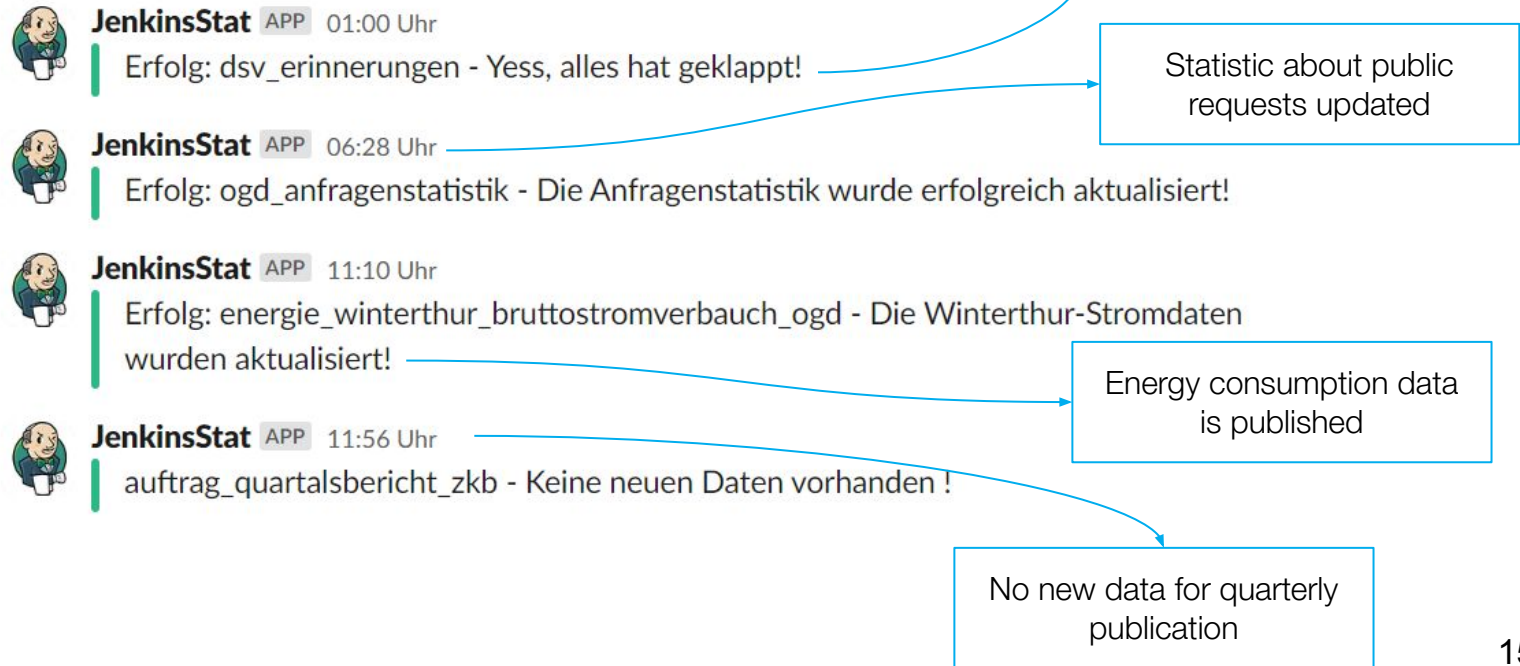 JenkinsStat APP 01:00 Uhr
Erfolg: dsv_erinnerungen - Yess, alles hat geklappt!
Statistic about public
requests updated
JenkinsStat APP 06:28 Uhr
Erfolg: ogd_anfragenstatistik - Die Anfragenstatistik wurde erfolgreich aktualisiert!
JenkinsStat APP 11:10 Uhr
Erfolg: energie_winterthur_bruttostromverbauch_ogd - Die Winterthur-Stromdaten
wurden aktualisiert!
Energy consumption data
is published
JenkinsStat APP 11:56 Uhr
auftrag_quartalsbericht_zkb - Keine neuen Daten vorhanden !
No new data for quarterly
publication
15